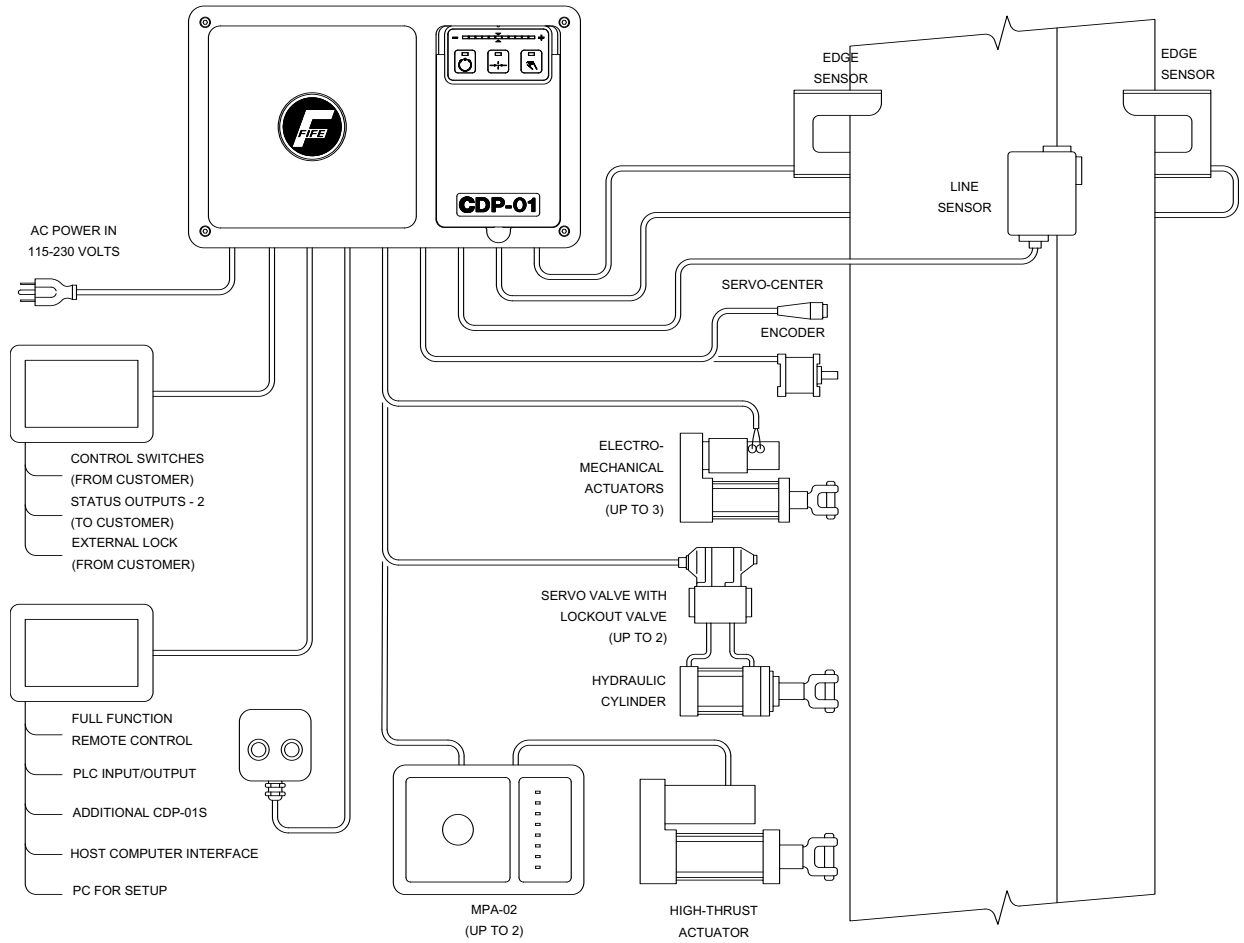 EDGE
SENSOR
EDGE
SENSOR
- +
FIFE
CDP-01
LINE
SENSOR
AC POWER IN
115-230 VOLTS
SERVO-CENTER
ENCODER
CONTROL SWITCHES
(FROM CUSTOMER)
STATUS OUTPUTS - 2
(TO CUSTOMER)
EXTERNAL LOCK
(FROM CUSTOMER)
ELECTRO-
MECHANICAL
ACTUATORS
(UP TO 3)
SERVO VALVE WITH
LOCKOUT VALVE
(UP TO 2)
HYDRAULIC
CYLINDER
FULL FUNCTION
REMOTE CONTROL
PLC INPUT/OUTPUT
ADDITIONAL CDP-01S
HOST COMPUTER INTERFACE
PC FOR SETUP
MPA-02
(UP TO 2)
HIGH-THRUST
ACTUATOR